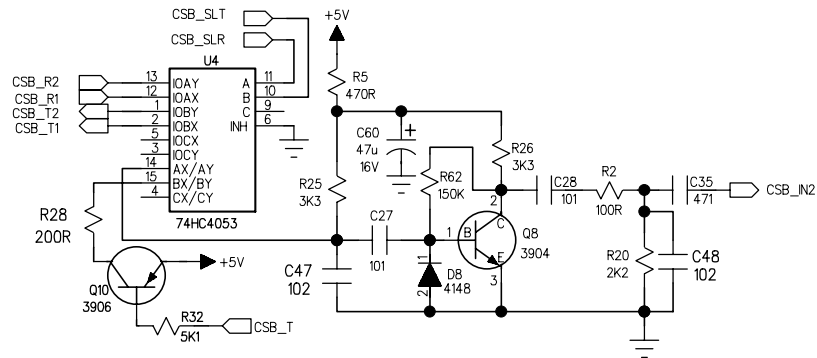 CSB_SLT
CSB_SLR
+5V
U4
CSB_R2
CSB_R1
CSB_T2
CSB_T1
13 IOAY A 11
12 IOAX B 10
1 IOBY C 9
2 IOBX INH 6
5 IOCX
3 IOCY
14 AX/AY
15 BX/BY
4 CX/CY
74HC4053
R5
470R
C60
47u
16V
+
R26
3K3
R25
3K3
R62
150K
R28
200R
C27
101
2
C
1
B
E
3
Q8
3904
C28
101
R2
100R
C35
471
CSB_IN2
+5V
Q10
3906
C47
102
1
2
D8
4148
R20
2K2
C48
102
R32
5K1
CSB_T